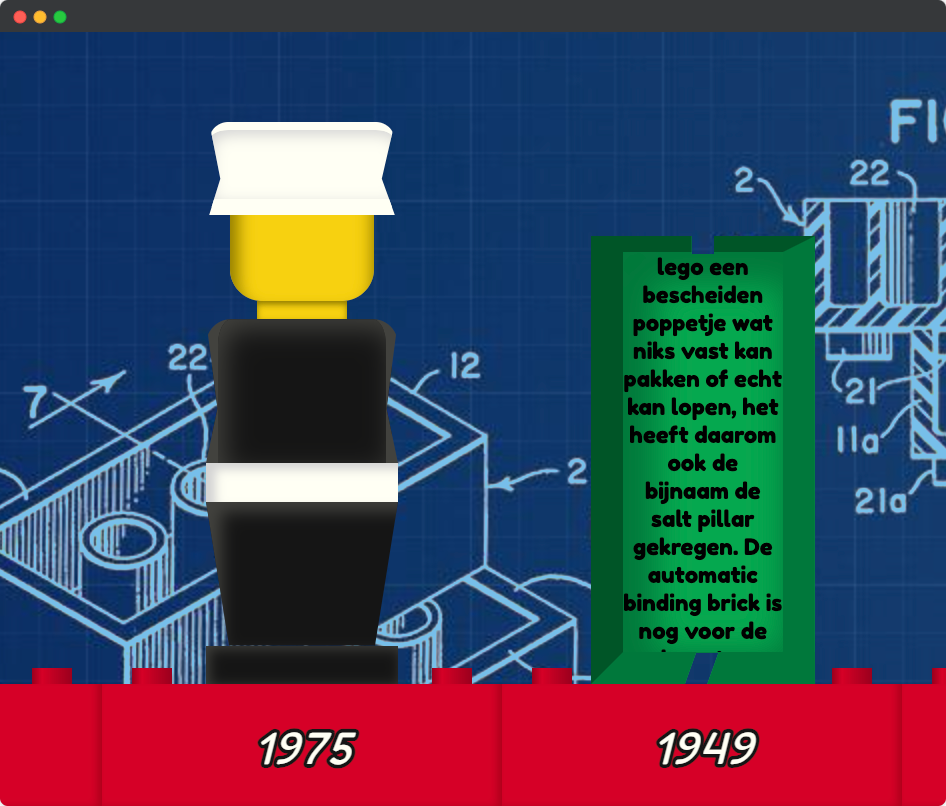 FI
2
22
22
12
7
21
11a
2
21a
lego een
bescheiden
poppetje wat
niks vast kan
pakken of echt
kan lopen, het
heeft daarom
ook de
bijnaam de
salt pillar
gekregen. De
automatic
binding brick is
nog voor de
1975
1949